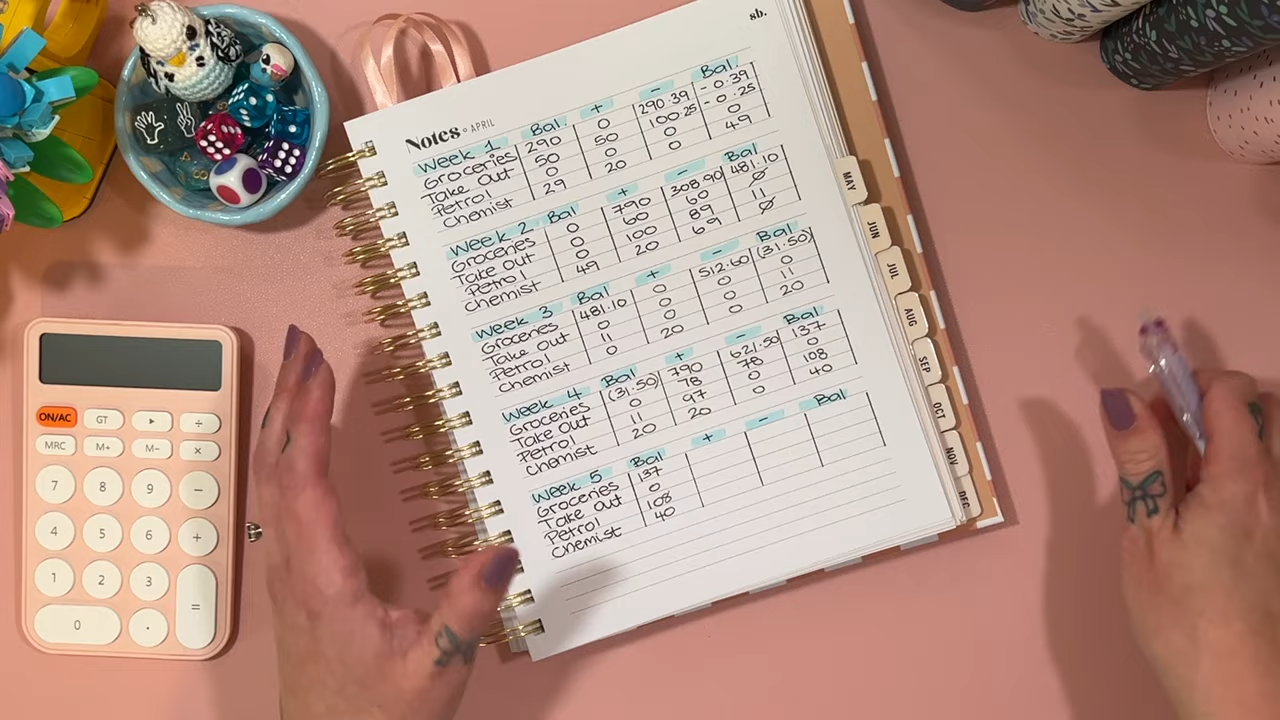 sb.
Notes • APRIL
Week 1 Bal + - Bal
Groceries 290 0 290.39 -0.39
Take Out 50 50 100.25 -0.25
Petrol 0 0 0 0
Chemist 29 20 49
Week 2 Bal + - Bal
Groceries 0 790 308.90 481.10
Take Out 0 60 60 Ø
Petrol 0 100 89 11
Chemist 49 20 69 Ø
Week 3 Bal + - Bal
Groceries 481.10 0 512.60 (31.50)
Take Out 0 0 0 0
Petrol 11 0 0 11
Chemist 0 20 0 20
Week 4 Bal + - Bal
Groceries (31.50) 790 621.50 137
Take Out 0 78 78 0
Petrol 11 97 0 108
Chemist 20 20 0 40
Week 5 Bal + - Bal
Groceries 137
Take Out 0
Petrol 108
Chemist 40
MAY
JUN
JUL
AUG
SEP
OCT
NOV
DEC
ON/AC GT ▶ ÷
MRC M+ M− ×
7 8 9 −
4 5 6 +
1 2 3 =
0 .